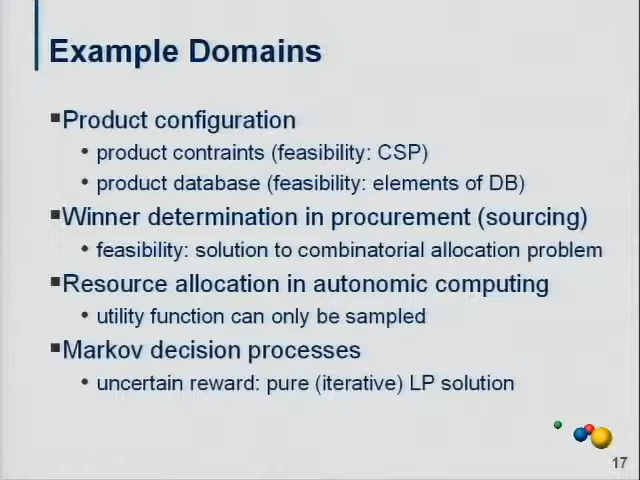 Example Domains
▪Product configuration
• product contraints (feasibility: CSP)
• product database (feasibility: elements of DB)
▪Winner determination in procurement (sourcing)
• feasibility: solution to combinatorial allocation problem
▪Resource allocation in autonomic computing
• utility function can only be sampled
▪Markov decision processes
• uncertain reward: pure (iterative) LP solution
17